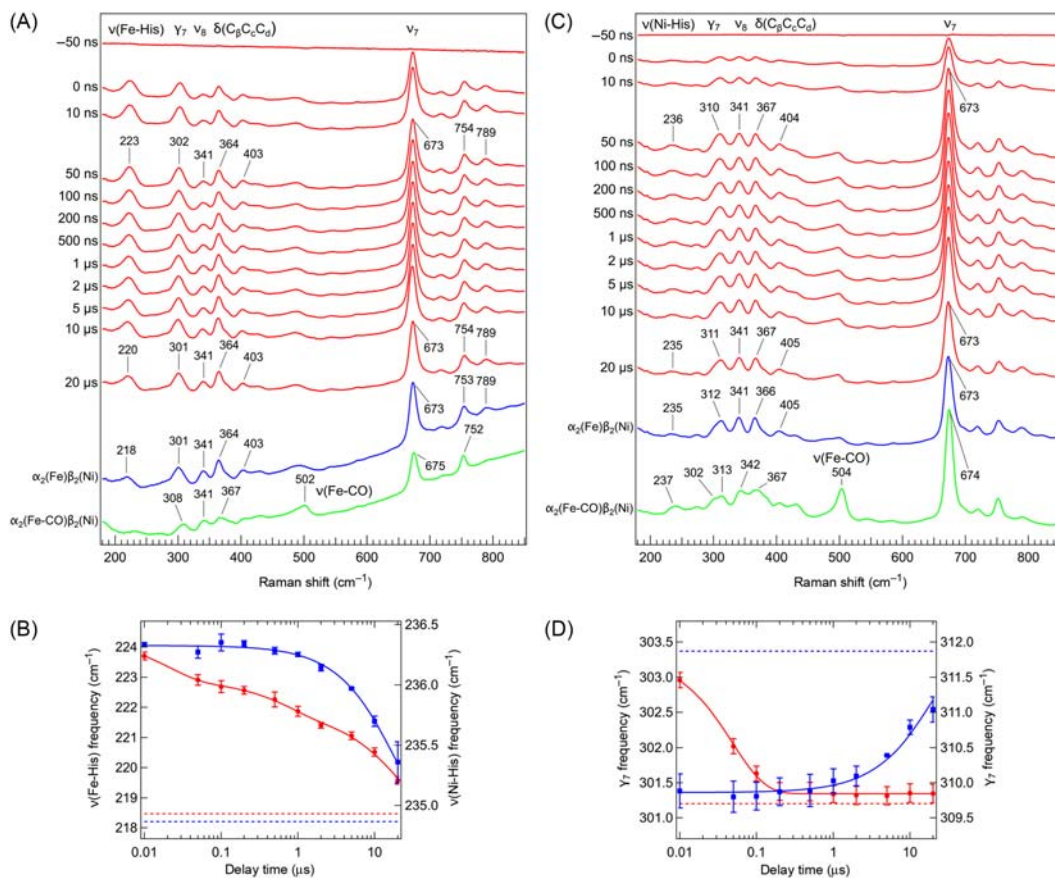 (A)
ν(Fe-His) γ₇ ν₈ δ(CβCcCd) ν₇
−50 ns
0 ns
10 ns
223 302 341 364 403 673 754 789
50 ns
100 ns
200 ns
500 ns
1 µs
2 µs
5 µs
10 µs
220 301 341 364 403 673 754 789
20 µs
218 301 341 364 403 673 753 789
α₂(Fe)β₂(Ni)
308 341 367 502 ν(Fe-CO) 675 752
α₂(Fe-CO)β₂(Ni)
200 300 400 500 600 700 800
Raman shift (cm⁻¹)
(C)
ν(Ni-His) γ₇ ν₈ δ(CβCcCd) ν₇
−50 ns
0 ns
10 ns
236 310 341 367 404 673
50 ns
100 ns
200 ns
500 ns
1 µs
2 µs
5 µs
10 µs
235 311 341 367 405 673
20 µs
235 312 341 366 405 673
α₂(Fe)β₂(Ni)
237 302 313 342 367 ν(Fe-CO) 504 674
α₂(Fe-CO)β₂(Ni)
200 300 400 500 600 700 800
Raman shift (cm⁻¹)
(B)
ν(Fe-His) frequency (cm⁻¹)
224
223
222
221
220
219
218
236.5
236.0
235.5
235.0
ν(Ni-His) frequency (cm⁻¹)
0.01 0.1 1 10
Delay time (µs)
(D)
γ₇ frequency (cm⁻¹)
303.5
303.0
302.5
302.0
301.5
301.0
312.0
311.5
311.0
310.5
310.0
309.5
γ₇ frequency (cm⁻¹)
0.01 0.1 1 10
Delay time (µs)